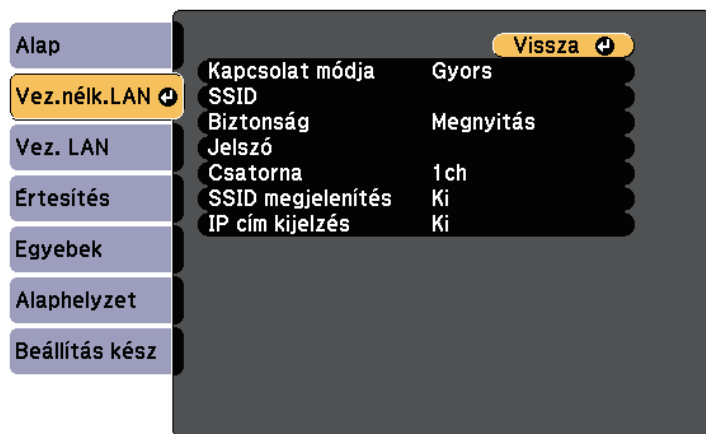 Alap
Vez.nélk.LAN
Vez. LAN
Értesítés
Egyebek
Alaphelyzet
Beállítás kész
Vissza
Kapcsolat módja Gyors
SSID
Biztonság Megnyitás
Jelszó
Csatorna 1ch
SSID megjelenítés Ki
IP cím kijelzés Ki